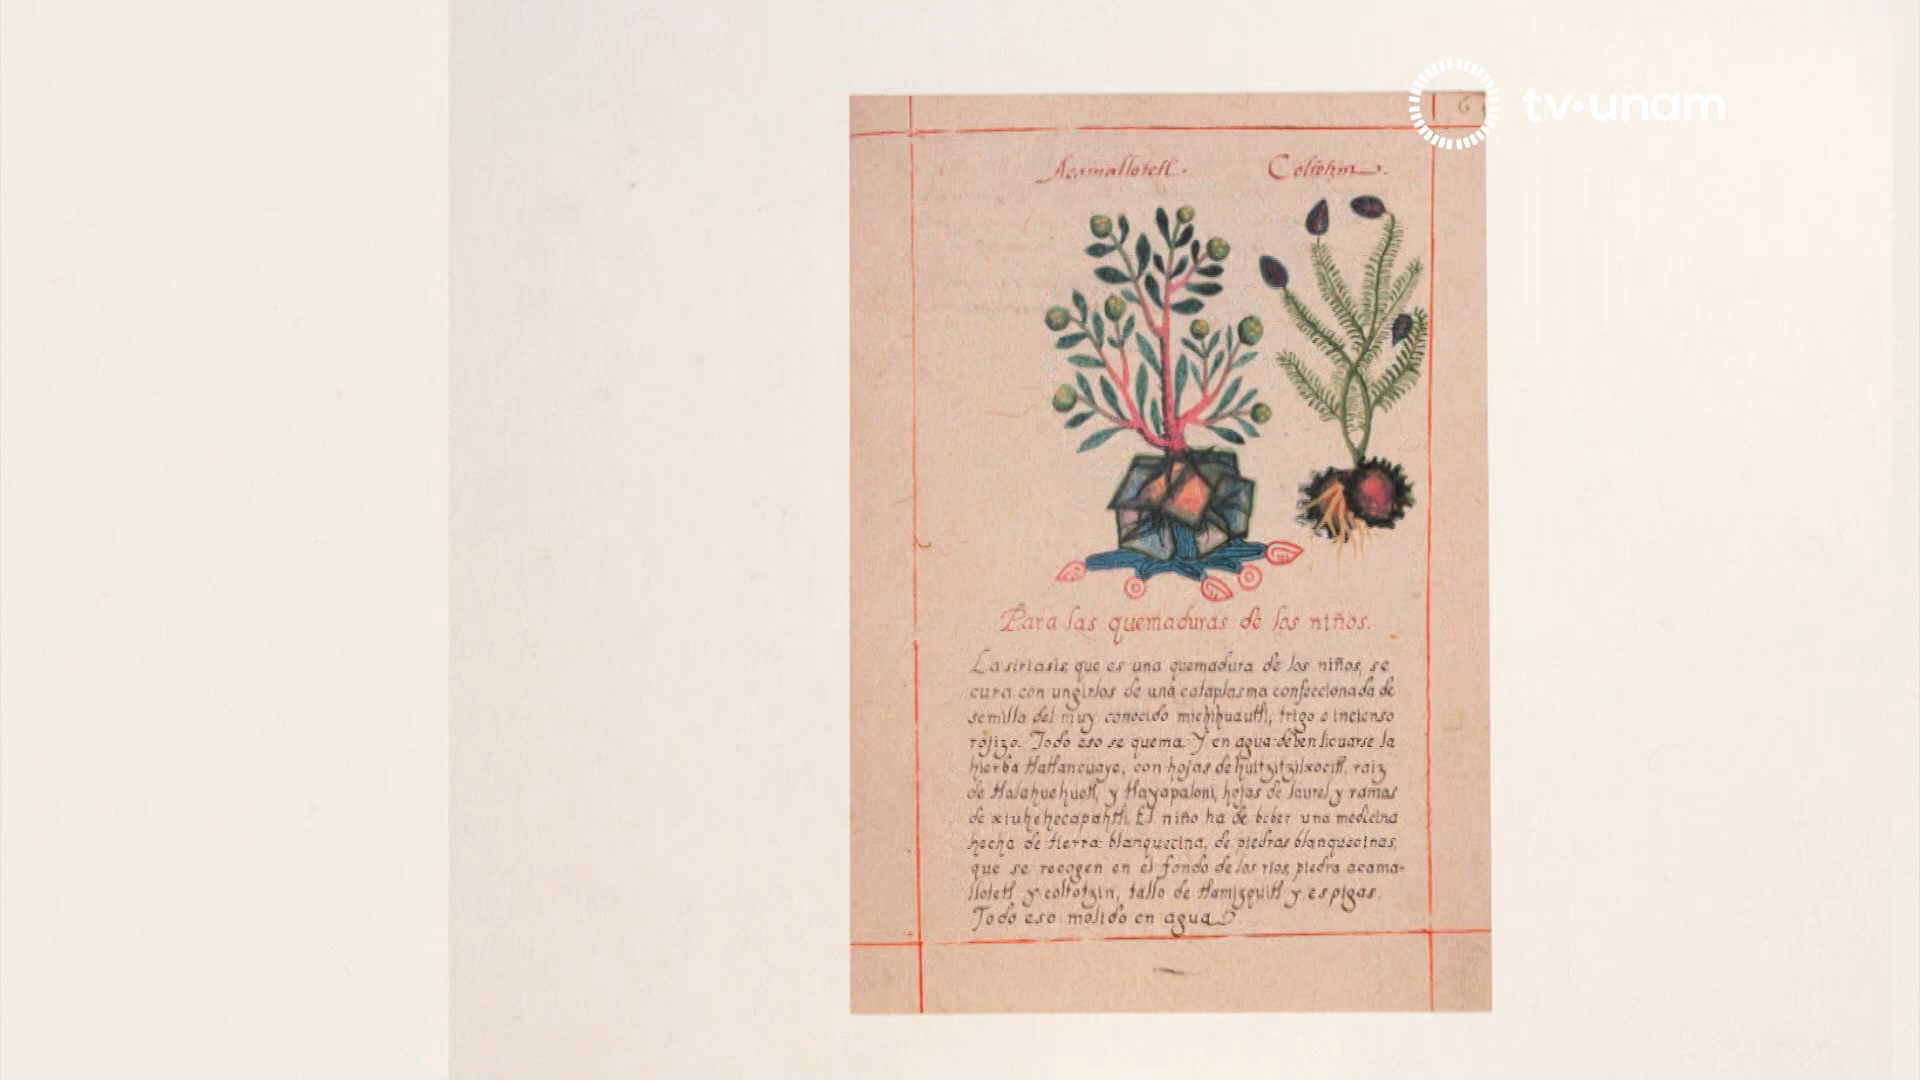 tv·unam
6
Acamallotetl.
Coltotzin.
Para las quemaduras de los niños.
La siriasis, que es una quemadura de los niños, se
cura con ungirlos de una cataplasma confeccionada de
semilla del muy conocido michihuauhtli, trigo e incienso
rojizo. Todo eso se quema. Y en agua deben licuarse la
hierba tlatlancuaye, con hojas de huitzitzilxochitl, raiz
de tlalahuehuetl, y tlayapaloni, hojas de laurel y ramas
de xiuhehecapahtli. El niño ha de beber una medicina
hecha de tierra blanquecina, de piedras blanquecinas,
que se recogen en el fondo de los rios, piedra acama-
llotetl y coltotzin, tallo de tlamizquitl y espigas.
Todo eso molido en agua